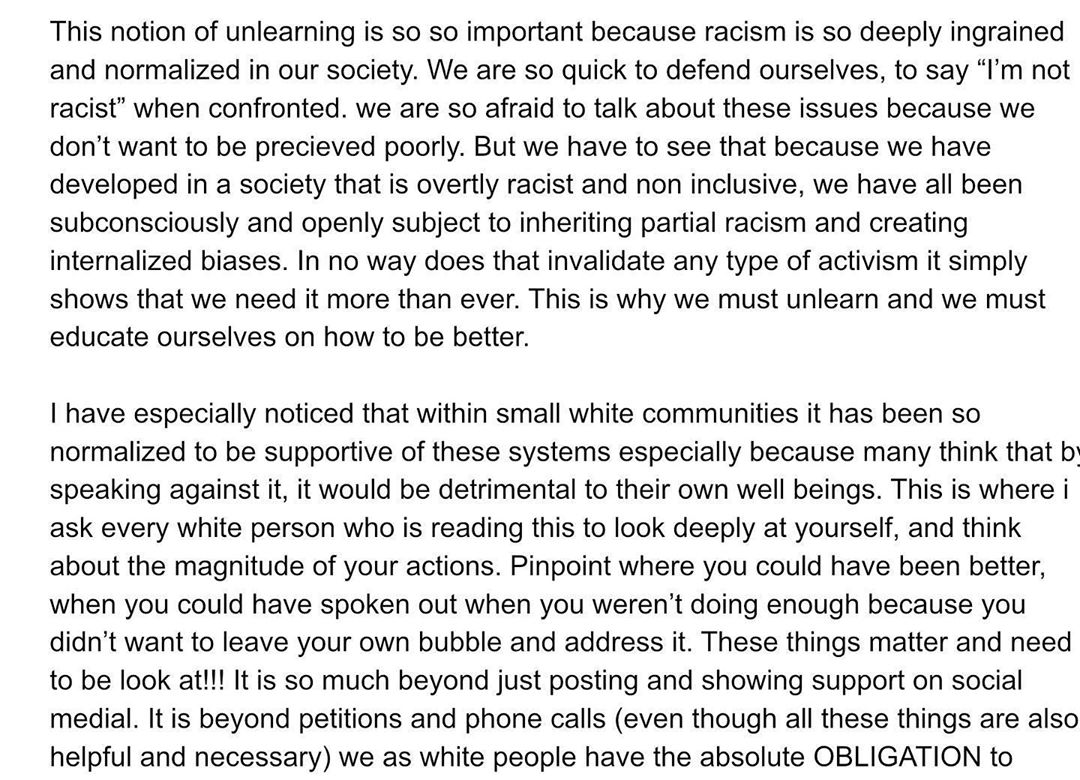 This notion of unlearning is so so important because racism is so deeply ingrained
and normalized in our society. We are so quick to defend ourselves, to say “I’m not
racist” when confronted. we are so afraid to talk about these issues because we
don’t want to be precieved poorly. But we have to see that because we have
developed in a society that is overtly racist and non inclusive, we have all been
subconsciously and openly subject to inheriting partial racism and creating
internalized biases. In no way does that invalidate any type of activism it simply
shows that we need it more than ever. This is why we must unlearn and we must
educate ourselves on how to be better.
I have especially noticed that within small white communities it has been so
normalized to be supportive of these systems especially because many think that by
speaking against it, it would be detrimental to their own well beings. This is where i
ask every white person who is reading this to look deeply at yourself, and think
about the magnitude of your actions. Pinpoint where you could have been better,
when you could have spoken out when you weren’t doing enough because you
didn’t want to leave your own bubble and address it. These things matter and need
to be look at!!! It is so much beyond just posting and showing support on social
medial. It is beyond petitions and phone calls (even though all these things are also
helpful and necessary) we as white people have the absolute OBLIGATION to